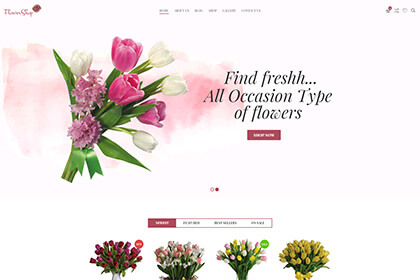 FlowerShop
HOME ABOUT US BLOG SHOP GALLERY CONTACT US
Find freshh...
All Occasion Type
of flowers
SHOP NOW
NEWEST FEATURED BEST SELLERS ON SALE